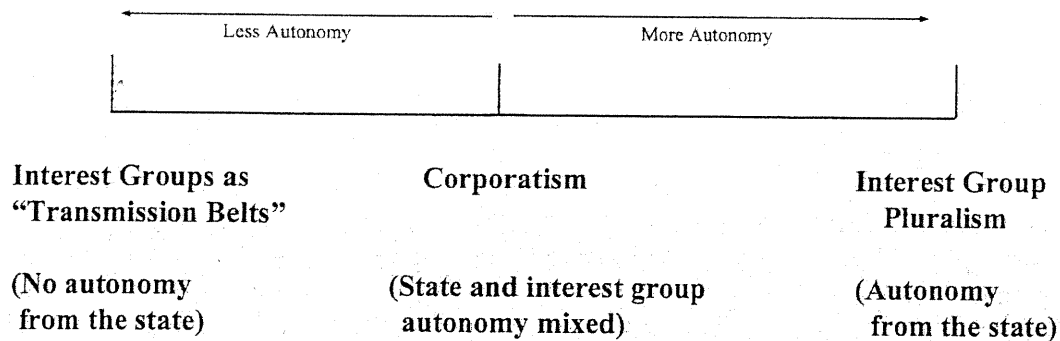 Less Autonomy
More Autonomy
Interest Groups as
“Transmission Belts”
(No autonomy
from the state)
Corporatism
(State and interest group
autonomy mixed)
Interest Group
Pluralism
(Autonomy
from the state)